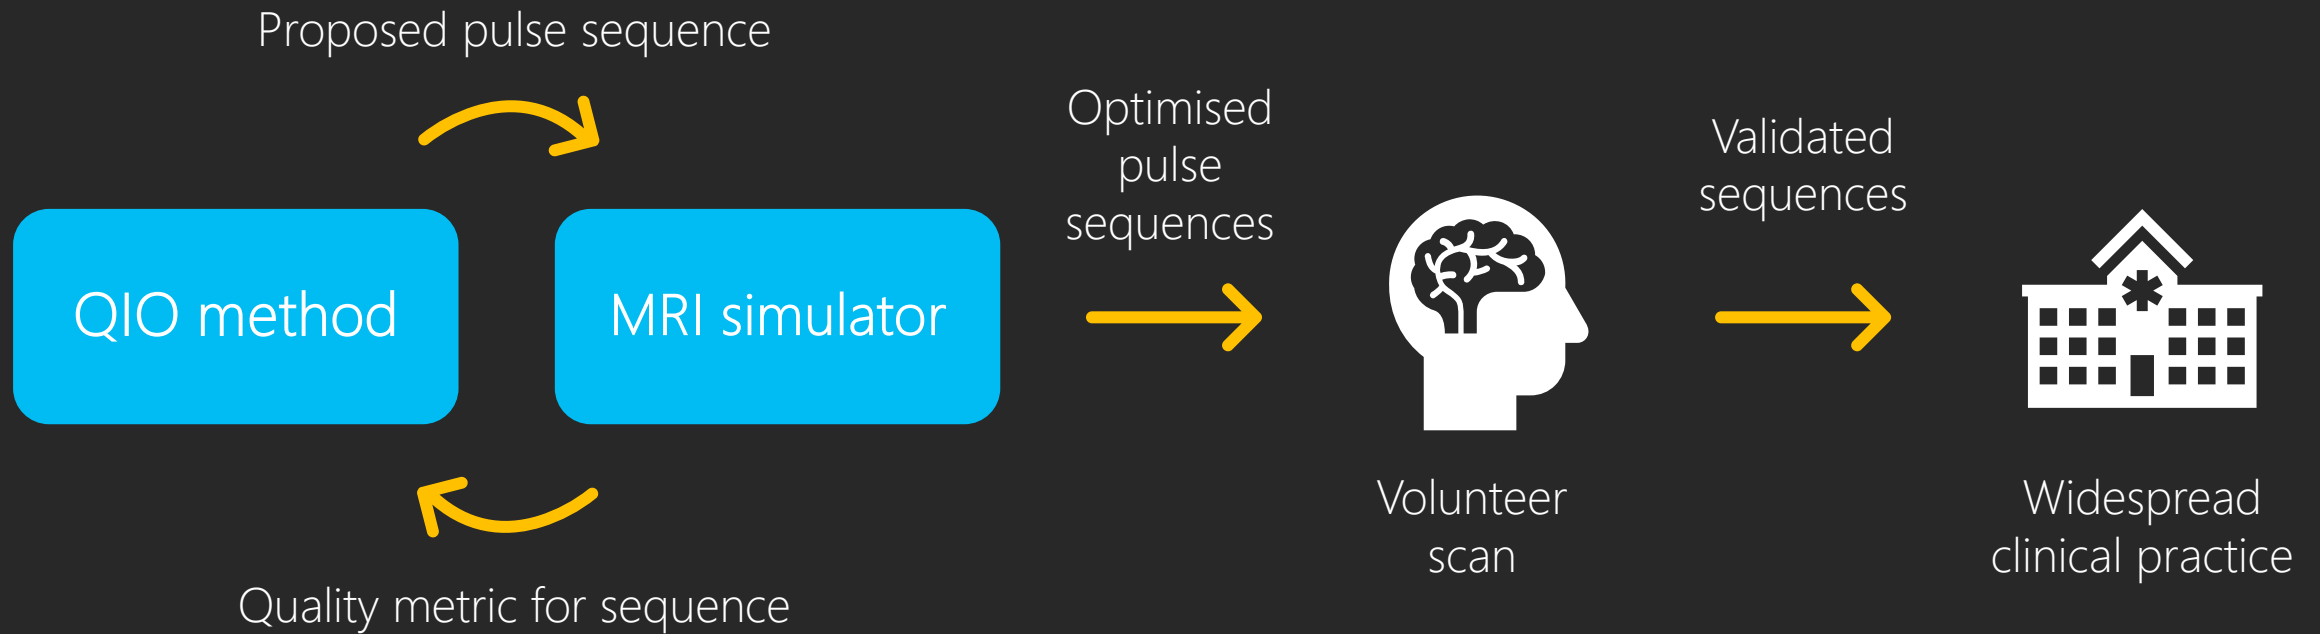 Proposed pulse sequence
QIO method
MRI simulator
Quality metric for sequence
Optimised
pulse
sequences
Volunteer
scan
Validated
sequences
Widespread
clinical practice